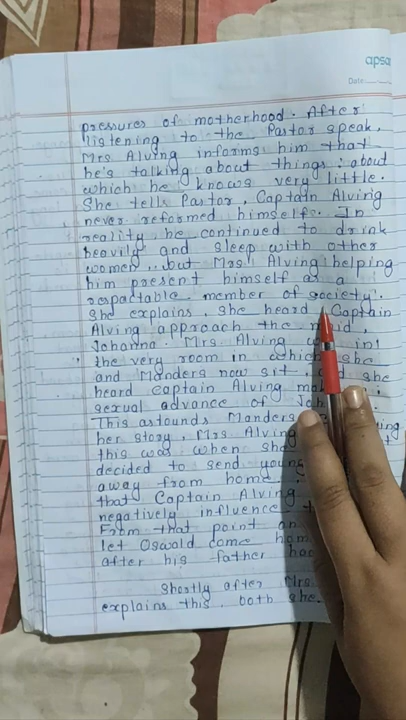 apsa
Date:
pressures of motherhood. After
listening to the Pastor speak,
Mrs Alving informs him that
he's talking about things : about
which he knows very little.
She tells Pastor, Captain Alving
never reformed himself. In
reality he continued to drink
heavily and sleep with other
women, but Mrs Alving helping
him present himself as a
respactable member of society.
She explains, she heard Captain
Alving approach the maid,
Johanna. Mrs Alving in
the very room in which she
and Manders now sit, she
heard captain Alving
sexual advance of
This astounds Manders
her story, Mrs Alving
this was when she
decided to send young
away from home
that Captain Alving
negatively influence
From that point
let Oswald come hom
after his father ha
Shortly after Mrs
explains this, both she